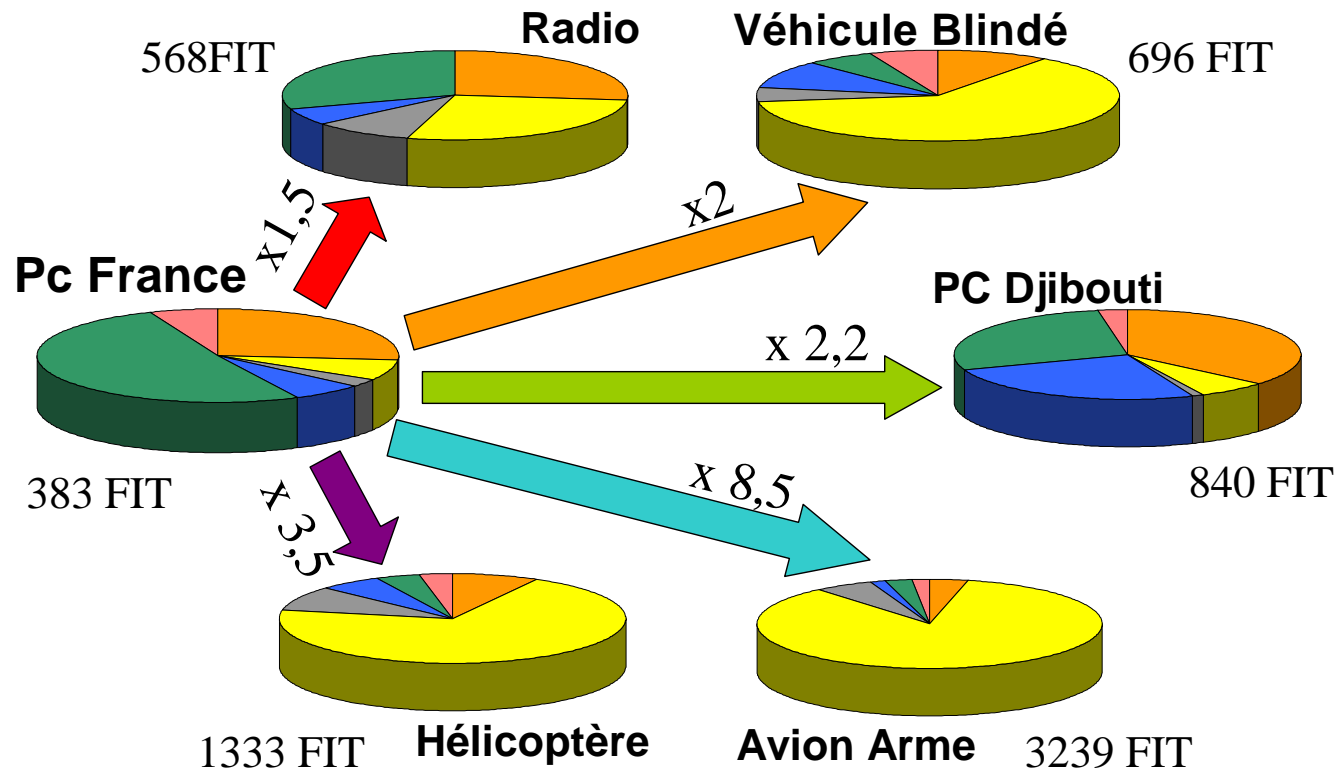 Radio
568FIT
Véhicule Blindé
696 FIT
x1,5
x2
Pc France
383 FIT
PC Djibouti
x 2,2
840 FIT
x 3,5
x 8,5
1333 FIT
Hélicoptère
Avion Arme
3239 FIT